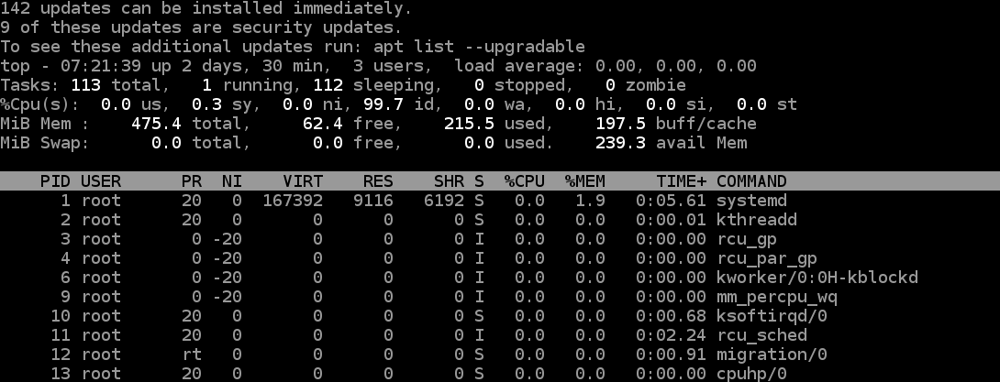 142 updates can be installed immediately.
9 of these updates are security updates.
To see these additional updates run: apt list --upgradable
top - 07:21:39 up 2 days, 30 min,  3 users,  load average: 0.00, 0.00, 0.00
Tasks: 113 total,   1 running, 112 sleeping,   0 stopped,   0 zombie
%Cpu(s):  0.0 us,  0.3 sy,  0.0 ni, 99.7 id,  0.0 wa,  0.0 hi,  0.0 si,  0.0 st
MiB Mem :    475.4 total,     62.4 free,    215.5 used,    197.5 buff/cache
MiB Swap:      0.0 total,      0.0 free,      0.0 used.    239.3 avail Mem
    PID USER      PR  NI    VIRT    RES    SHR S  %CPU  %MEM     TIME+ COMMAND
      1 root      20   0  167392   9116   6192 S   0.0   1.9   0:05.61 systemd
      2 root      20   0       0      0      0 S   0.0   0.0   0:00.01 kthreadd
      3 root       0 -20       0      0      0 I   0.0   0.0   0:00.00 rcu_gp
      4 root       0 -20       0      0      0 I   0.0   0.0   0:00.00 rcu_par_gp
      6 root       0 -20       0      0      0 I   0.0   0.0   0:00.00 kworker/0:0H-kblockd
      9 root       0 -20       0      0      0 I   0.0   0.0   0:00.00 mm_percpu_wq
     10 root      20   0       0      0      0 S   0.0   0.0   0:00.68 ksoftirqd/0
     11 root      20   0       0      0      0 I   0.0   0.0   0:02.24 rcu_sched
     12 root      rt   0       0      0      0 S   0.0   0.0   0:00.91 migration/0
     13 root      20   0       0      0      0 S   0.0   0.0   0:00.00 cpuhp/0